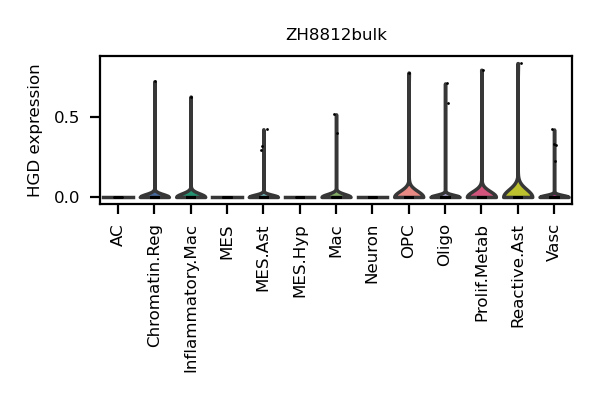 ZH8812bulk
HGD expression
0.5
0.0
AC
Chromatin.Reg
Inflammatory.Mac
MES
MES.Ast
MES.Hyp
Mac
Neuron
OPC
Oligo
Prolif.Metab
Reactive.Ast
Vasc